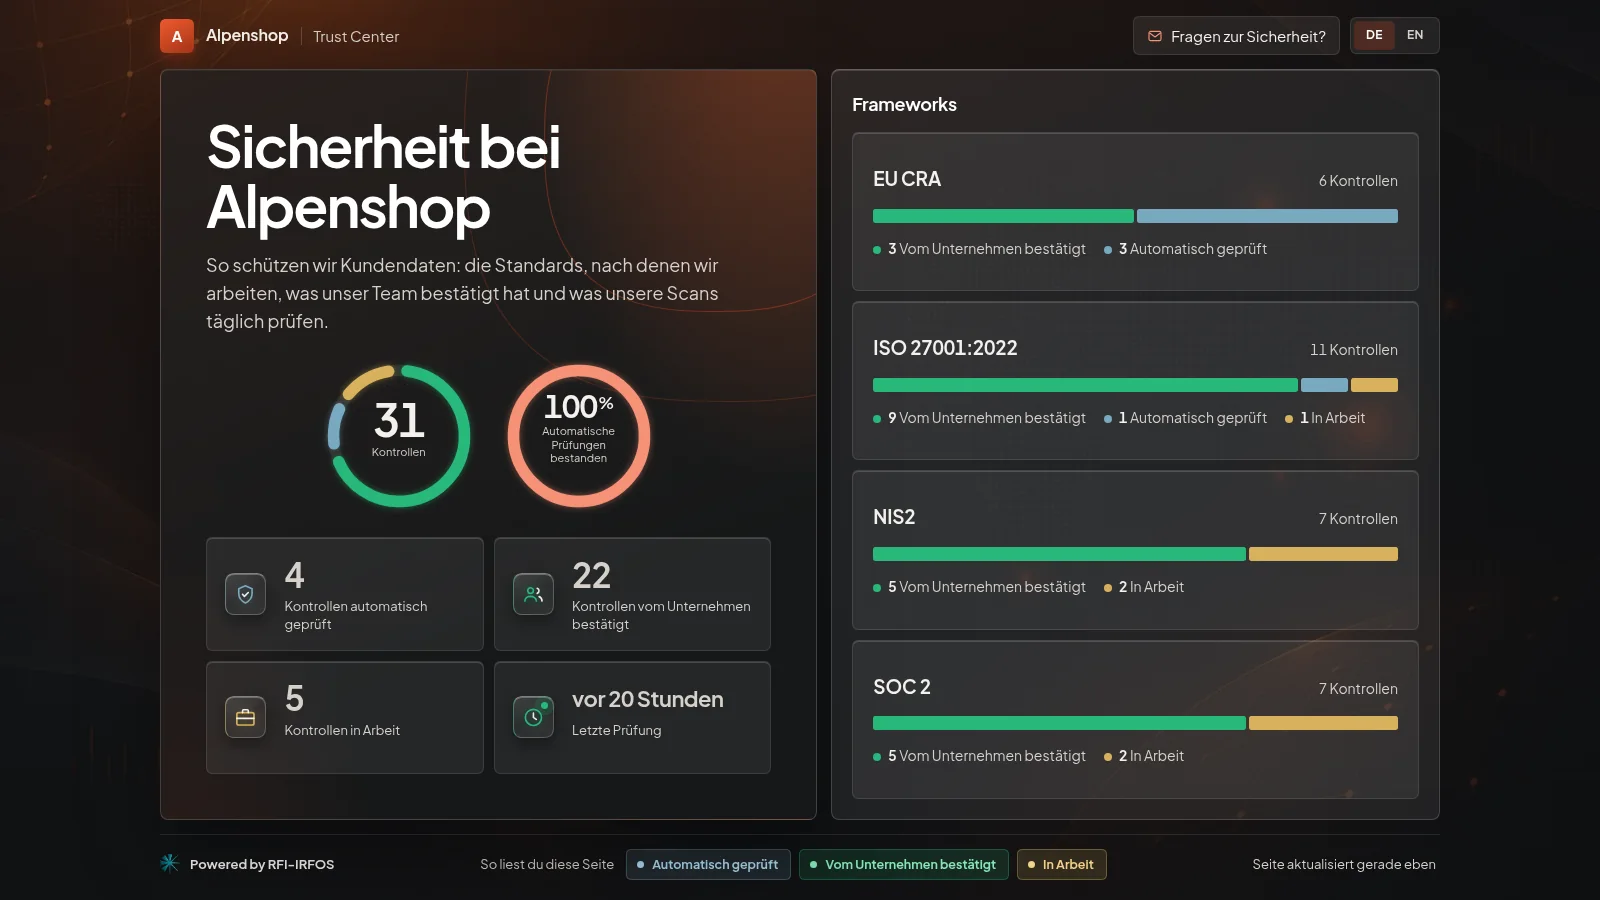 A
Alpenshop
Trust Center
Fragen zur Sicherheit?
DE
EN
Sicherheit bei
Alpenshop
So schützen wir Kundendaten: die Standards, nach denen wir
arbeiten, was unser Team bestätigt hat und was unsere Scans
täglich prüfen.
31
Kontrollen
100%
Automatische
Prüfungen
bestanden
4
Kontrollen automatisch
geprüft
22
Kontrollen vom Unternehmen
bestätigt
5
Kontrollen in Arbeit
vor 20 Stunden
Letzte Prüfung
Frameworks
EU CRA
6 Kontrollen
3 Vom Unternehmen bestätigt
3 Automatisch geprüft
ISO 27001:2022
11 Kontrollen
9 Vom Unternehmen bestätigt
1 Automatisch geprüft
1 In Arbeit
NIS2
7 Kontrollen
5 Vom Unternehmen bestätigt
2 In Arbeit
SOC 2
7 Kontrollen
5 Vom Unternehmen bestätigt
2 In Arbeit
Powered by RFI-IRFOS
So liest du diese Seite
Automatisch geprüft
Vom Unternehmen bestätigt
In Arbeit
Seite aktualisiert gerade eben